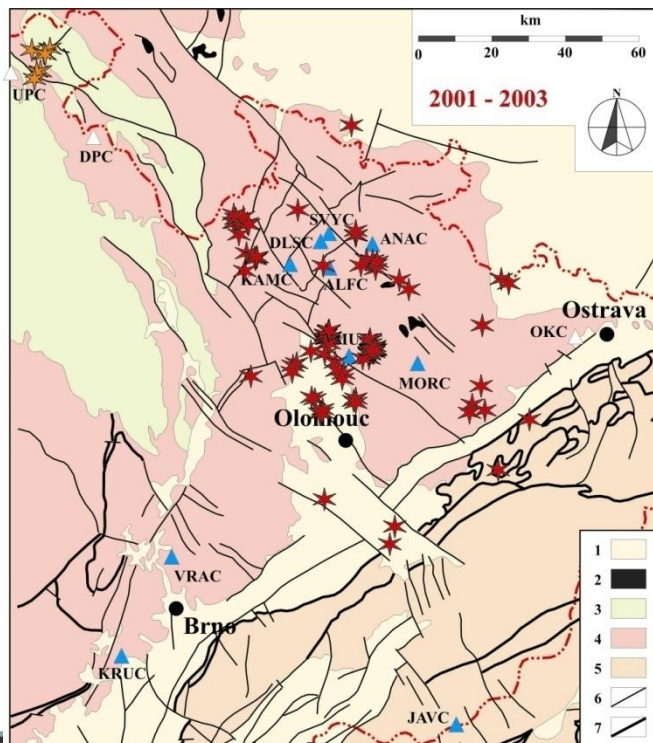 km
0 20 40 60
2001 - 2003
N
UPC
DPC
SVYC
DLSC
ANAC
KAMC
ALFC
Ostrava
OKC
MORC
Olomouc
VRAC
Brno
KRUC
JAVC
1
2
3
4
5
6
7